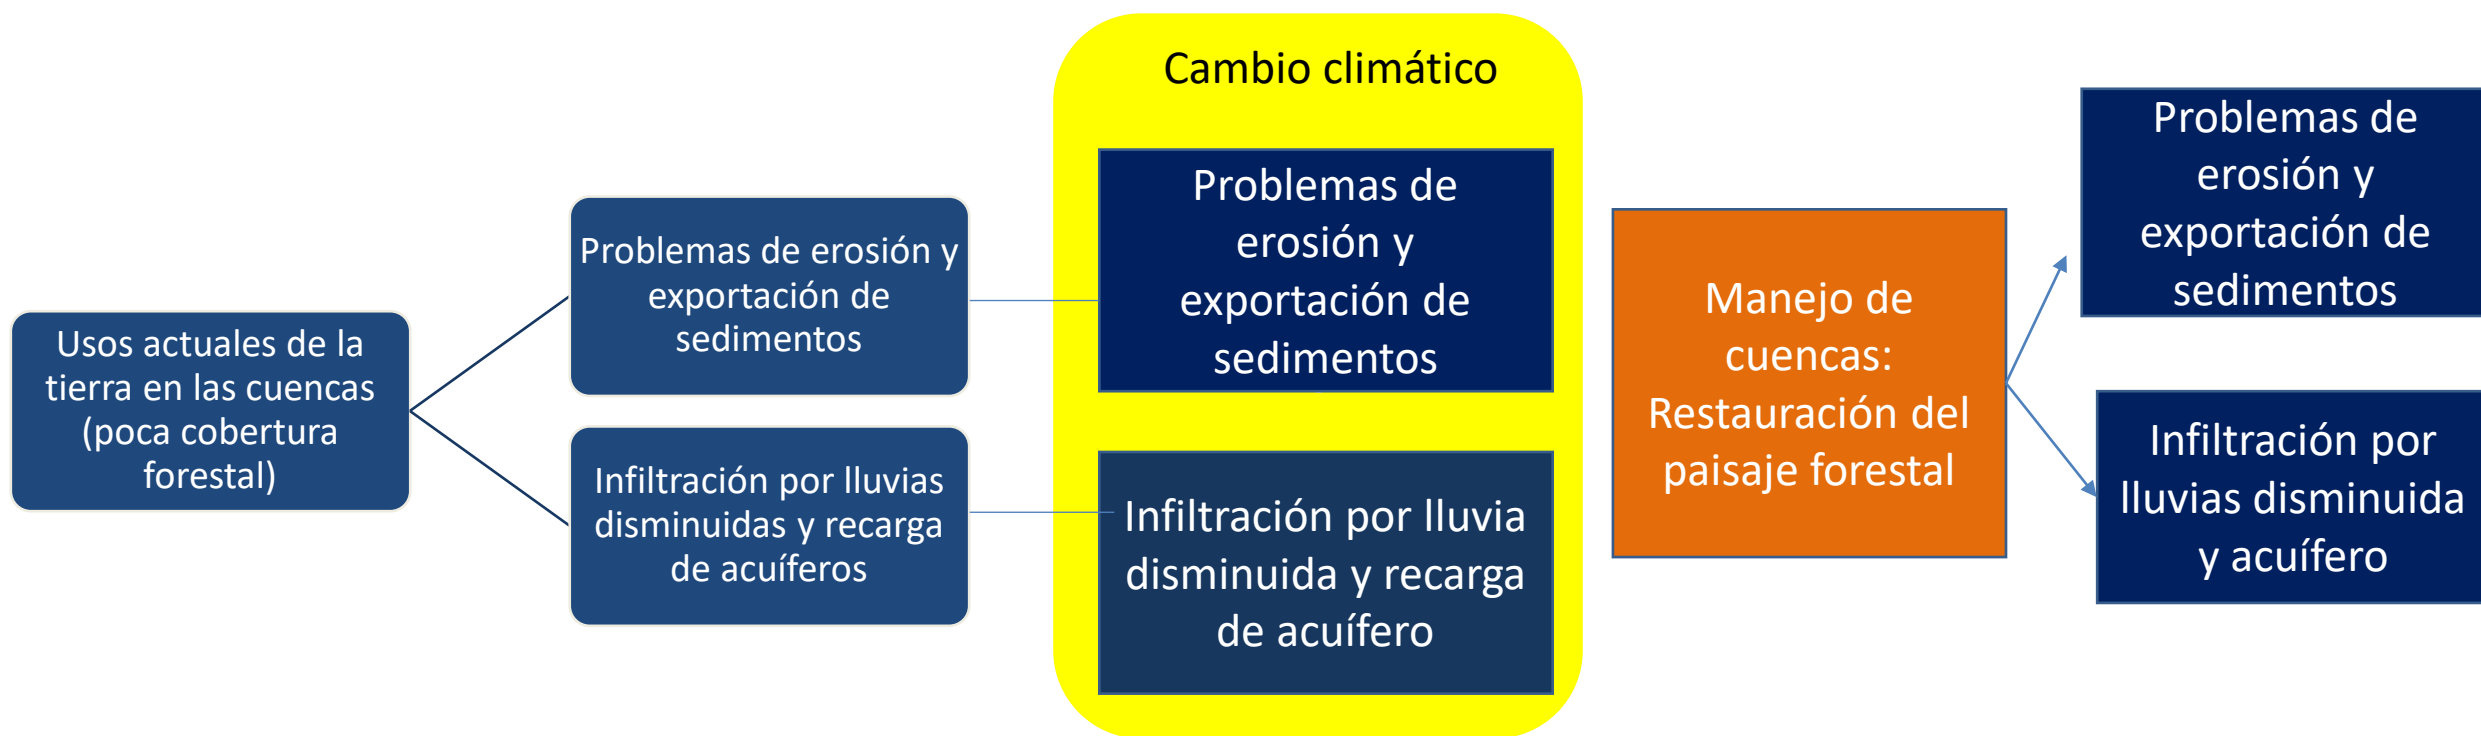 Usos actuales de la
tierra en las cuencas
(poca cobertura
forestal)
Problemas de erosión y
exportación de
sedimentos
Infiltración por lluvias
disminuidas y recarga
de acuíferos
Cambio climático
Problemas de
erosión y
exportación de
sedimentos
Infiltración por lluvia
disminuida y recarga
de acuífero
Manejo de
cuencas:
Restauración del
paisaje forestal
Problemas de
erosión y
exportación de
sedimentos
Infiltración por
lluvias disminuida
y acuífero